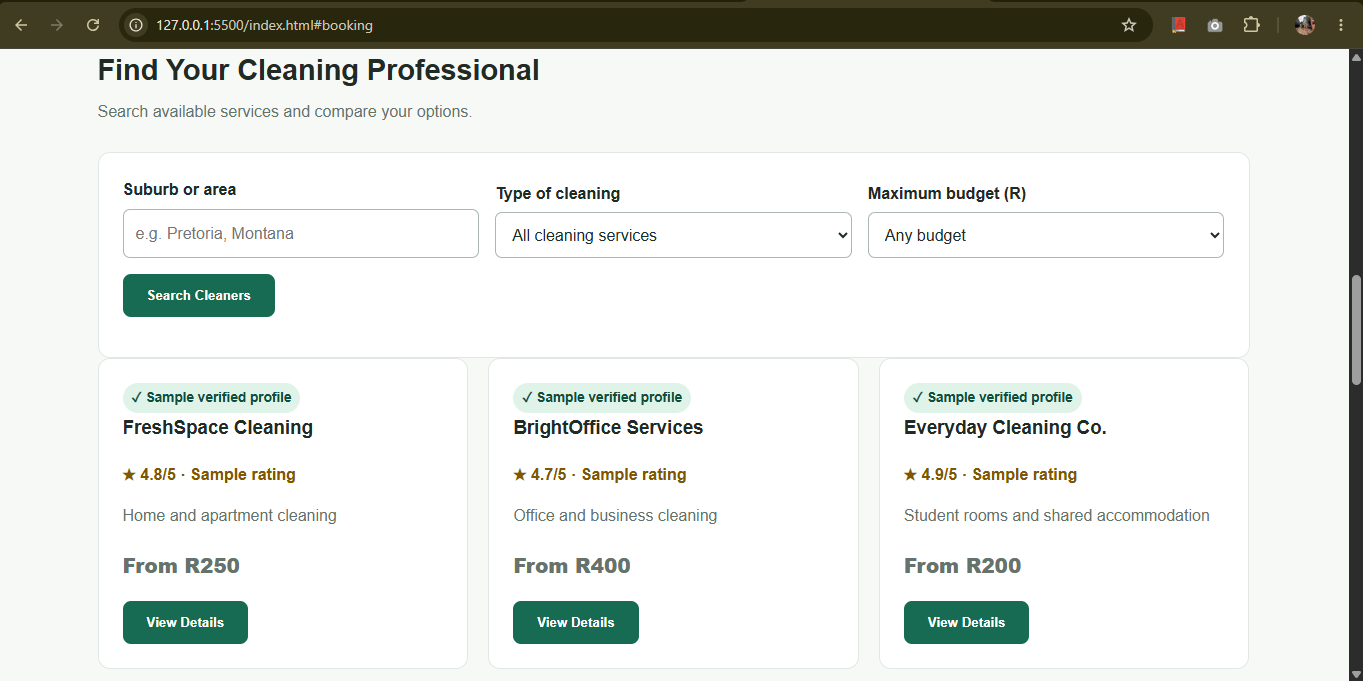 127.0.0.1:5500/index.html#booking
Find Your Cleaning Professional
Search available services and compare your options.
Suburb or area
Type of cleaning
Maximum budget (R)
e.g. Pretoria, Montana
All cleaning services
Any budget
Search Cleaners
✓ Sample verified profile
FreshSpace Cleaning
★ 4.8/5 · Sample rating
Home and apartment cleaning
From R250
View Details
✓ Sample verified profile
BrightOffice Services
★ 4.7/5 · Sample rating
Office and business cleaning
From R400
View Details
✓ Sample verified profile
Everyday Cleaning Co.
★ 4.9/5 · Sample rating
Student rooms and shared accommodation
From R200
View Details